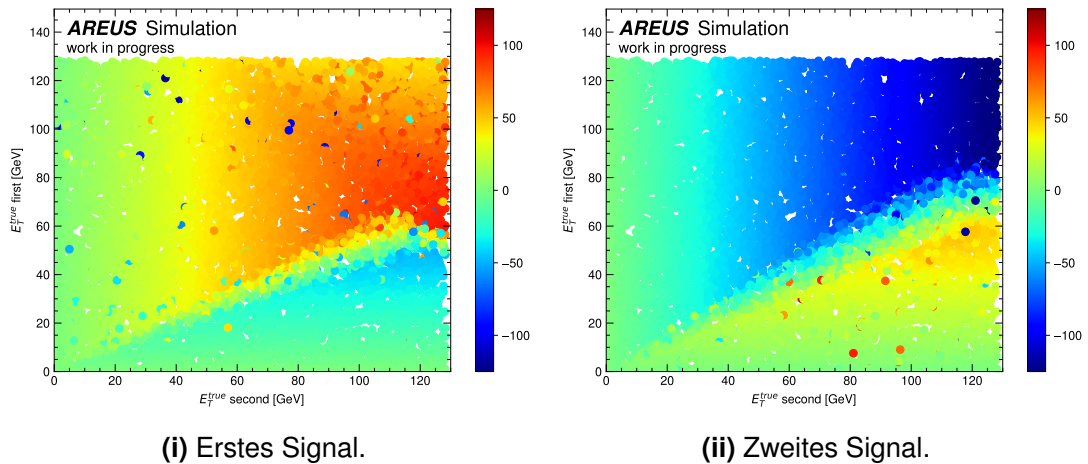 AREUS Simulation
work in progress
140
120
100
80
60
40
20
0
E_T^true first [GeV]
0 20 40 60 80 100 120
E_T^true second [GeV]
100
50
0
−50
−100
(i) Erstes Signal.
AREUS Simulation
work in progress
140
120
100
80
60
40
20
0
E_T^true first [GeV]
0 20 40 60 80 100 120
E_T^true second [GeV]
100
50
0
−50
−100
(ii) Zweites Signal.